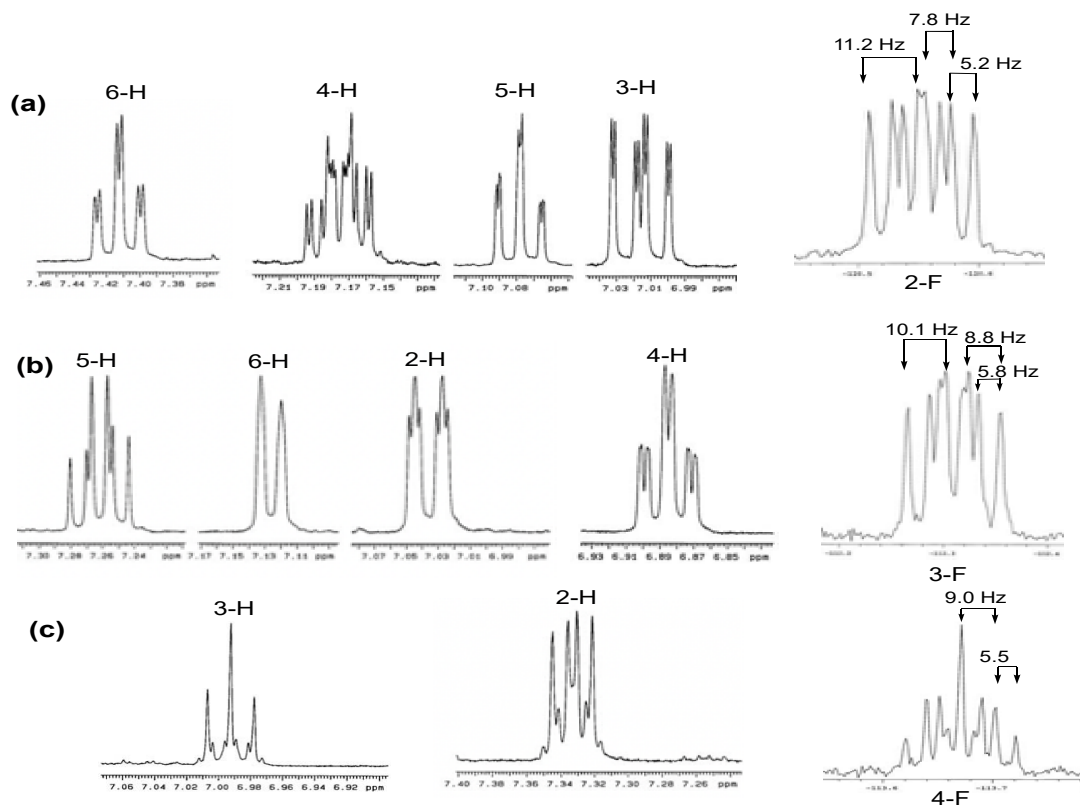 7.8 Hz
11.2 Hz
5.2 Hz
(a)
6-H
4-H
5-H
3-H
7.46 7.44 7.42 7.40 7.38 ppm
7.21 7.19 7.17 7.15 ppm
7.10 7.08 ppm
7.03 7.01 6.99 ppm
2-F
(b)
5-H
6-H
2-H
4-H
10.1 Hz
8.8 Hz
5.8 Hz
7.30 7.28 7.26 7.24 ppm
7.17 7.15 7.13 7.11 ppm
7.07 7.05 7.03 7.01 6.99 ppm
6.93 6.91 6.89 6.87 6.85 ppm
3-F
(c)
3-H
2-H
9.0 Hz
5.5
7.06 7.04 7.02 7.00 6.98 6.96 6.94 6.92 ppm
7.40 7.38 7.36 7.34 7.32 7.30 7.28 7.26 ppm
-113.7
4-F